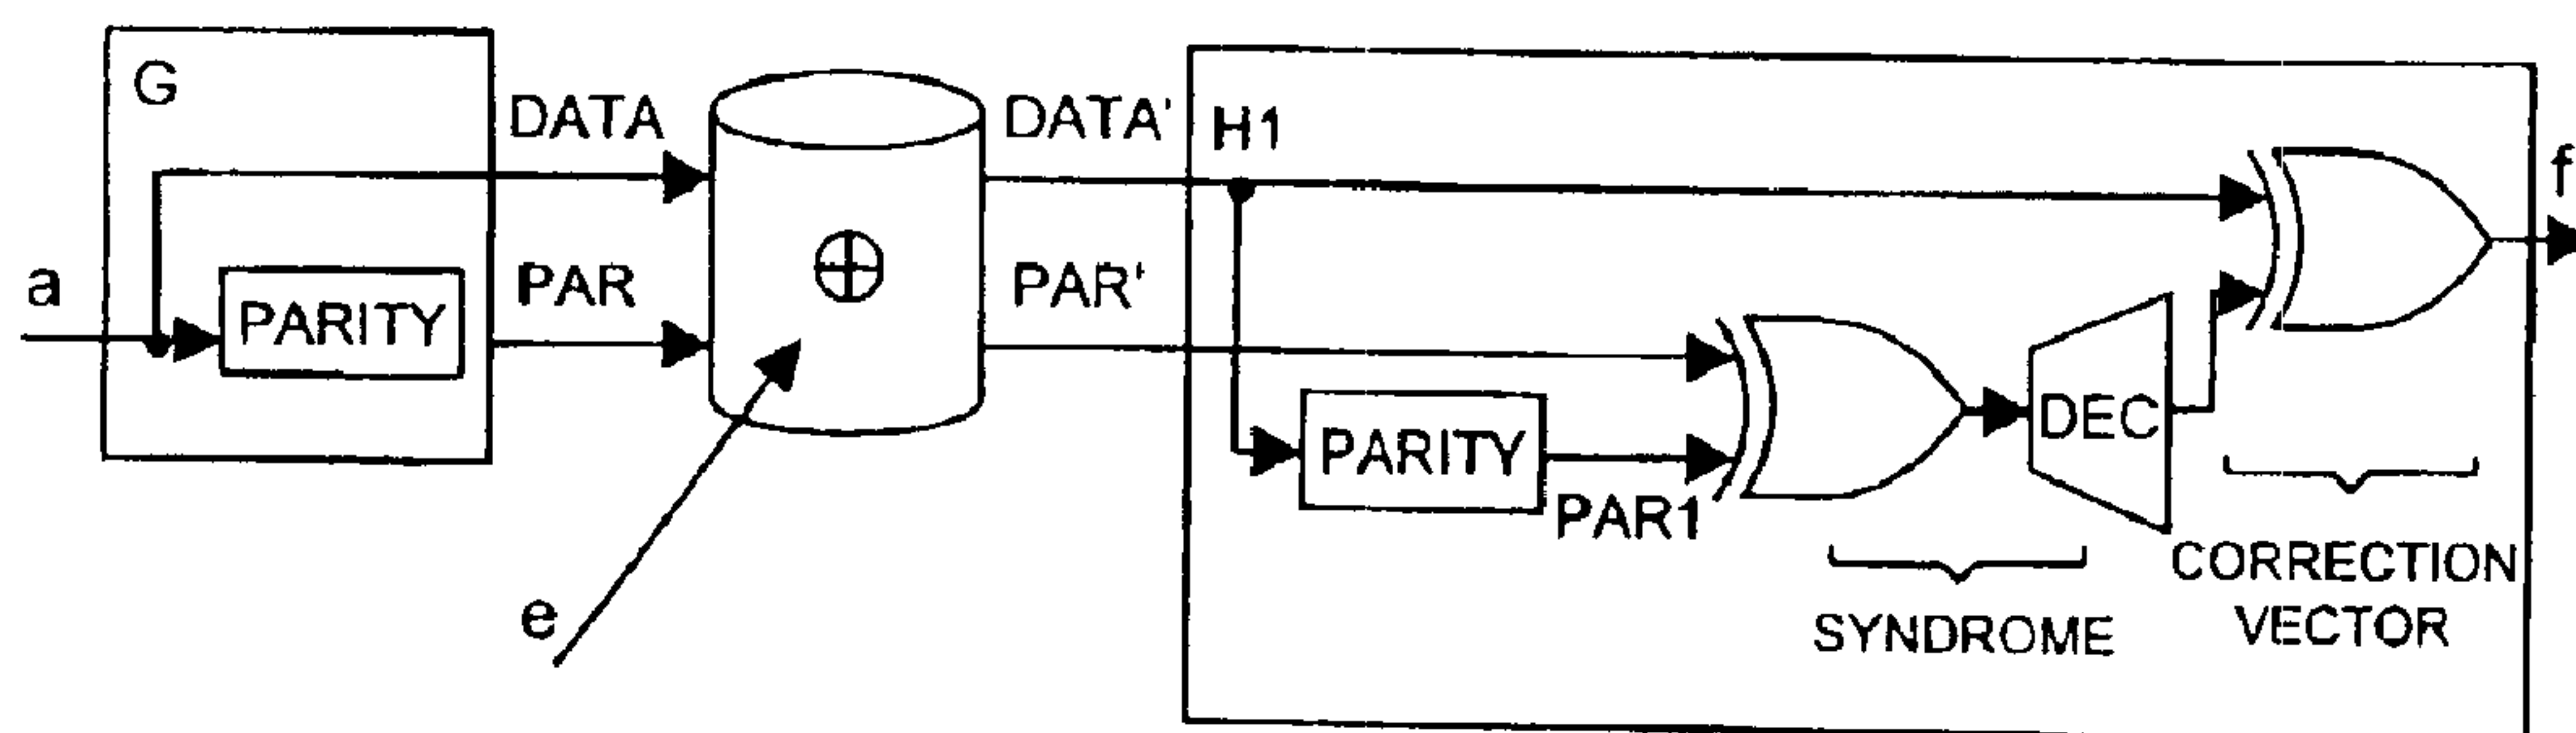 G
DATA
DATA'
H1
f
a
PARITY
PAR
PAR'
PARITY
PAR1
DEC
e
SYNDROME
CORRECTION
VECTOR